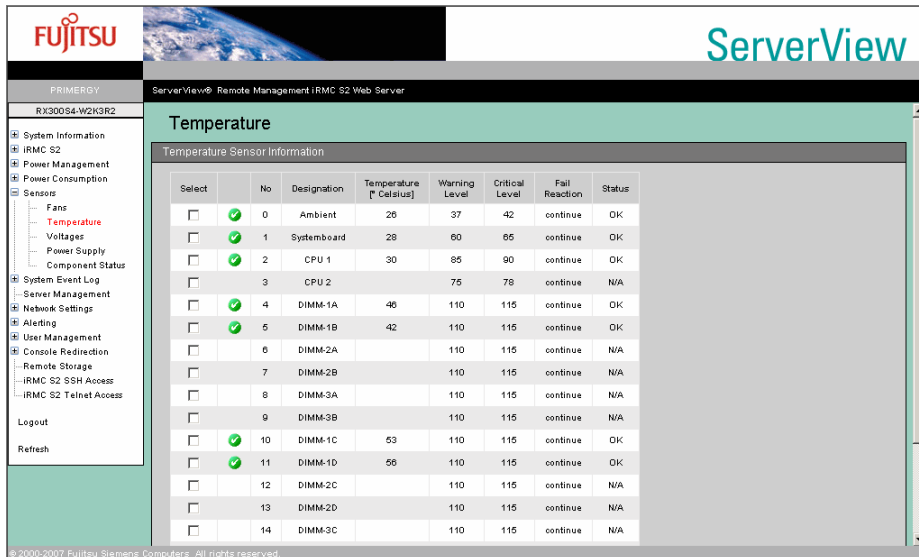 FUJITSU
ServerView
PRIMERGY
ServerView® Remote Management iRMC S2 Web Server
RX300S4-W2K3R2
System Information
iRMC S2
Power Management
Power Consumption
Sensors
Fans
Temperature
Voltages
Power Supply
Component Status
System Event Log
Server Management
Network Settings
Alerting
User Management
Console Redirection
Remote Storage
iRMC S2 SSH Access
iRMC S2 Telnet Access
Logout
Refresh
Temperature
Temperature Sensor Information
Select No Designation Temperature [° Celsius] Warning Level Critical Level Fail Reaction Status
0 Ambient 26 37 42 continue OK
1 Systemboard 28 60 65 continue OK
2 CPU 1 30 85 90 continue OK
3 CPU 2 75 78 continue N/A
4 DIMM-1A 46 110 115 continue OK
5 DIMM-1B 42 110 115 continue OK
6 DIMM-2A 110 115 continue N/A
7 DIMM-2B 110 115 continue N/A
8 DIMM-3A 110 115 continue N/A
9 DIMM-3B 110 115 continue N/A
10 DIMM-1C 53 110 115 continue OK
11 DIMM-1D 56 110 115 continue OK
12 DIMM-2C 110 115 continue N/A
13 DIMM-2D 110 115 continue N/A
14 DIMM-3C 110 115 continue N/A
© 2000-2007 Fujitsu Siemens Computers. All rights reserved.